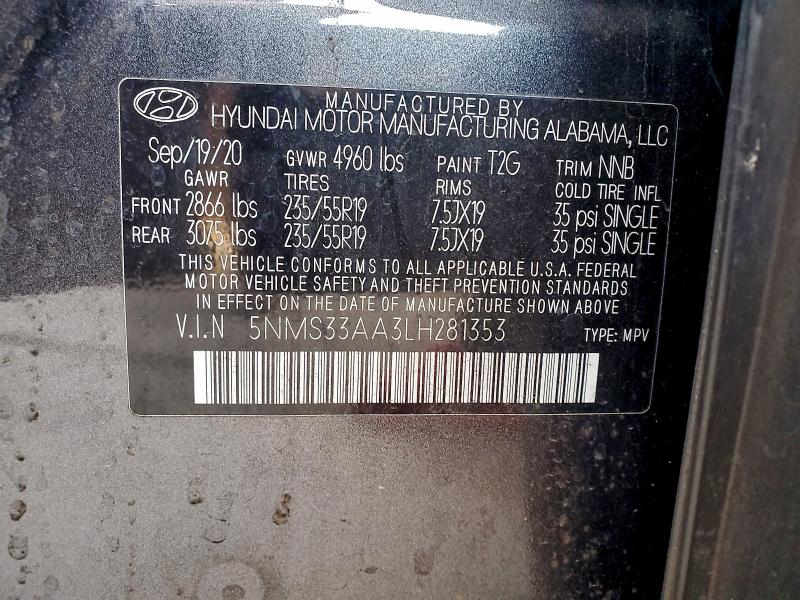 MANUFACTURED BY
HYUNDAI MOTOR MANUFACTURING ALABAMA, LLC
Sep/19/20 GVWR 4960 lbs PAINT T2G TRIM NNB
GAWR TIRES RIMS COLD TIRE INFL
FRONT 2866 lbs 235/55R19 7.5JX19 35 psi SINGLE
REAR 3075 lbs 235/55R19 7.5JX19 35 psi SINGLE
THIS VEHICLE CONFORMS TO ALL APPLICABLE U.S.A. FEDERAL
MOTOR VEHICLE SAFETY AND THEFT PREVENTION STANDARDS
IN EFFECT ON THE DATE OF MANUFACTURE SHOWN ABOVE
V.I.N 5NMS33AA3LH281353 TYPE: MPV